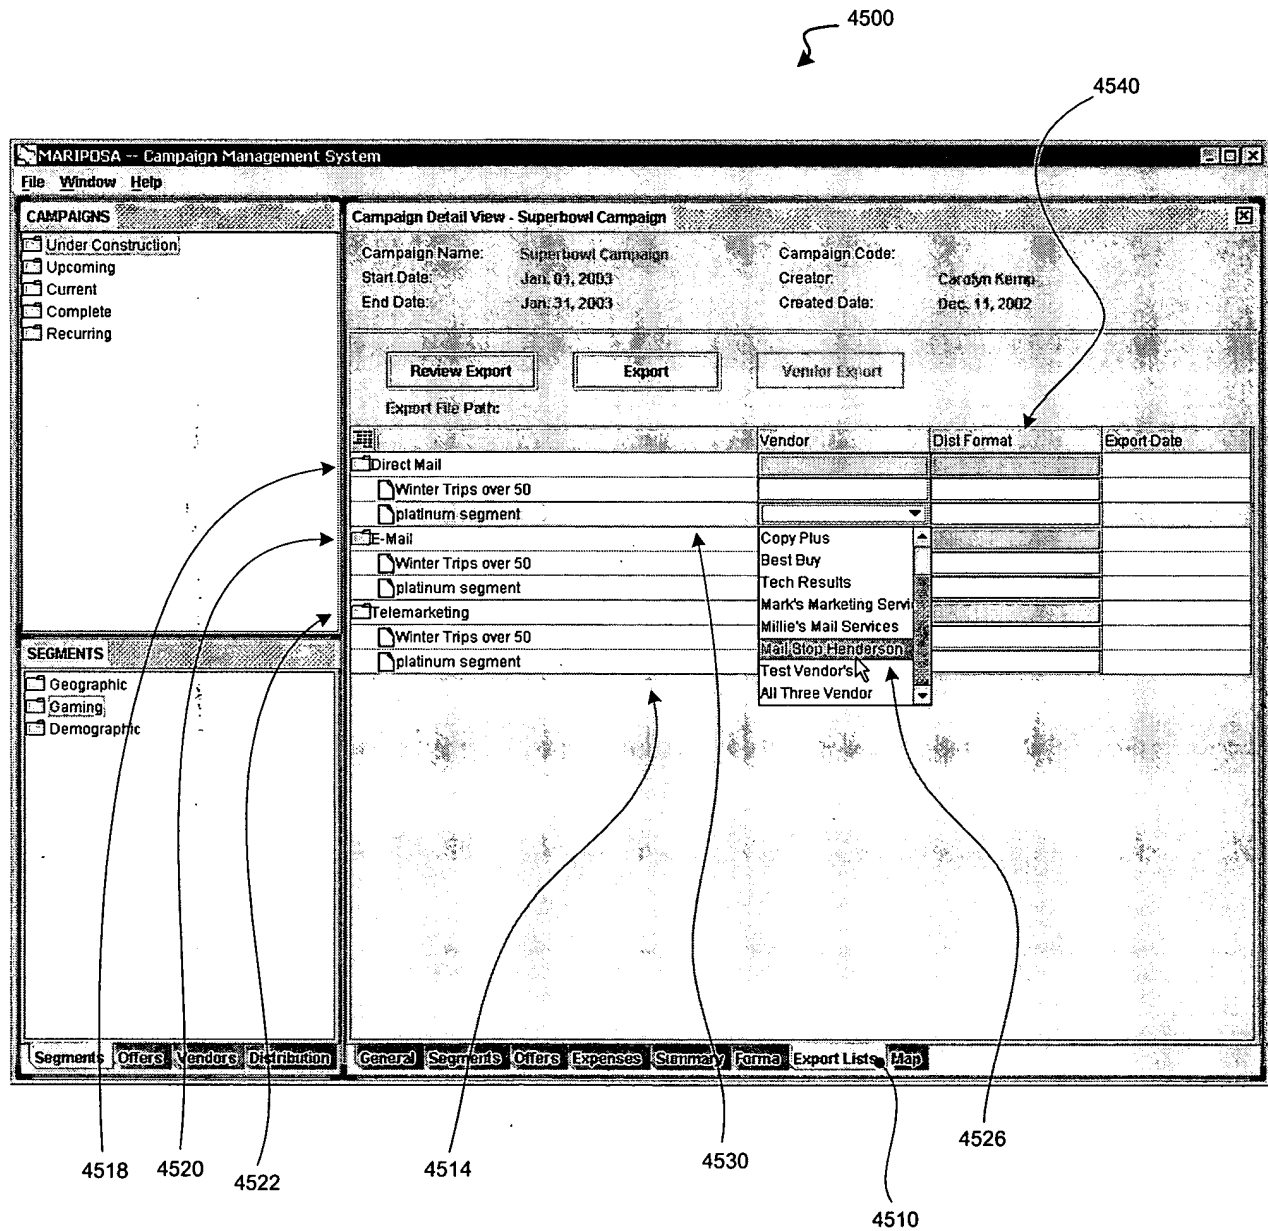 4500
4540
MARIPOSA -- Campaign Management System
File Window Help
CAMPAIGNS
Under Construction
Upcoming
Current
Complete
Recurring
SEGMENTS
Geographic
Gaming
Demographic
Segments Offers Vendors Distribution
Campaign Detail View - Superbowl Campaign
Campaign Name: Superbowl Campaign Campaign Code:
Start Date: Jan. 01, 2003 Creator: Carolyn Kemp
End Date: Jan. 31, 2003 Created Date: Dec. 11, 2002
Review Export Export Vendor Export
Export File Path:
Vendor Dist Format Export Date
Direct Mail
Winter Trips over 50
platinum segment
E-Mail
Winter Trips over 50
platinum segment
Telemarketing
Winter Trips over 50
platinum segment
Copy Plus
Best Buy
Tech Results
Mark's Marketing Servi
Millie's Mail Services
Mail Stop Henderson
Test Vendor's
All Three Vendor
General Segments Offers Expenses Summary Forma Export Lists Map
4518 4520 4522 4514 4530 4526
4510